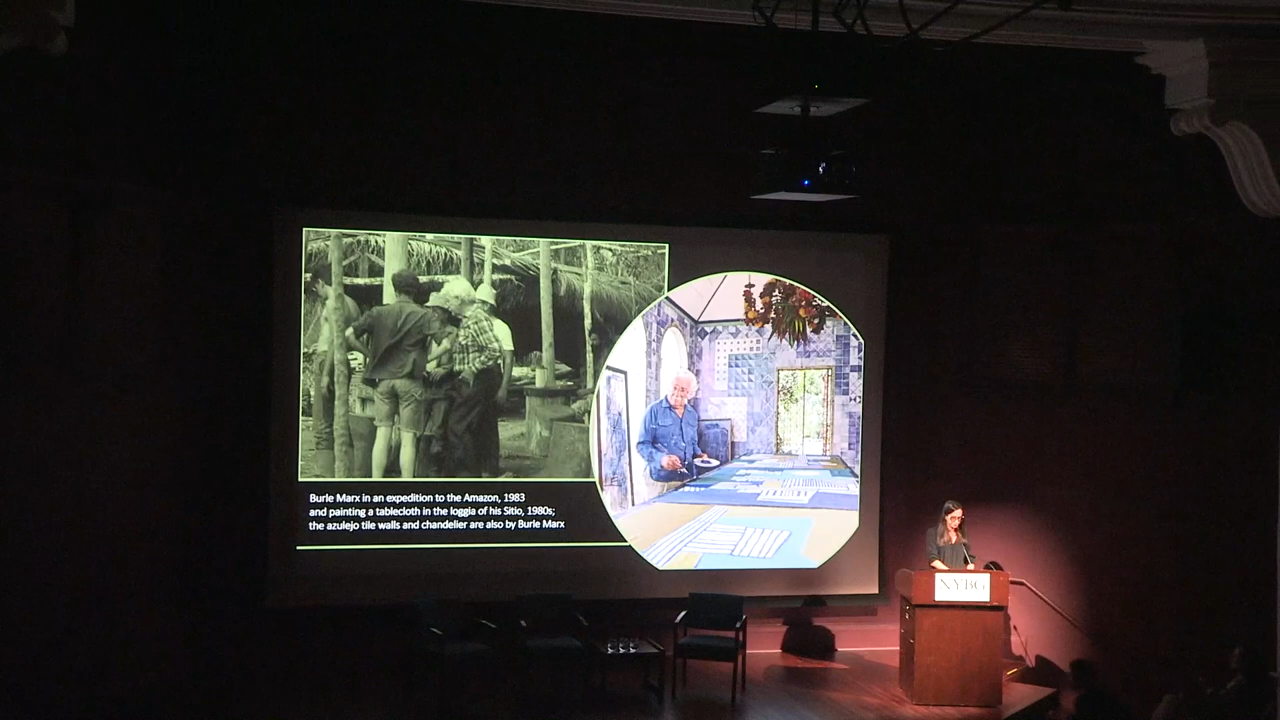 Burle Marx in an expedition to the Amazon, 1983
and painting a tablecloth in the loggia of his Sítio, 1980s;
the azulejo tile walls and chandelier are also by Burle Marx
NYBG